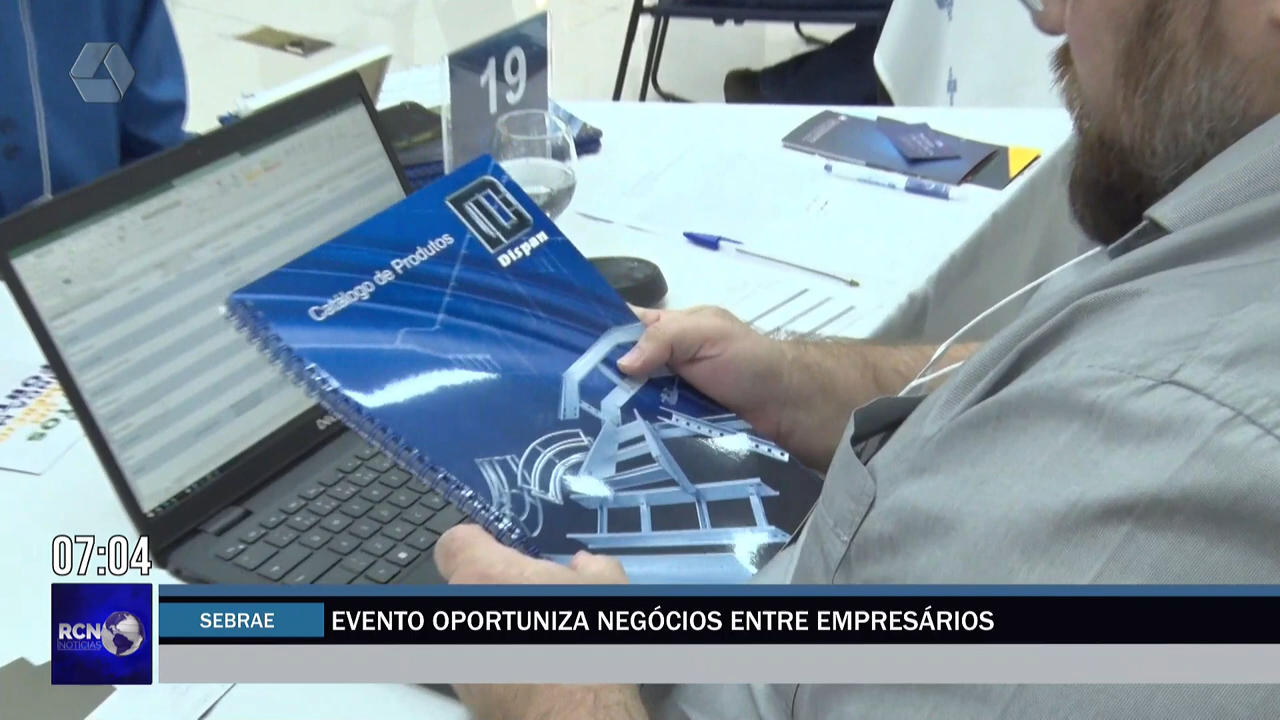 19
Dispan
Catálogo de Produtos
07:04
RCN
NOTÍCIAS
SEBRAE
EVENTO OPORTUNIZA NEGÓCIOS ENTRE EMPRESÁRIOS